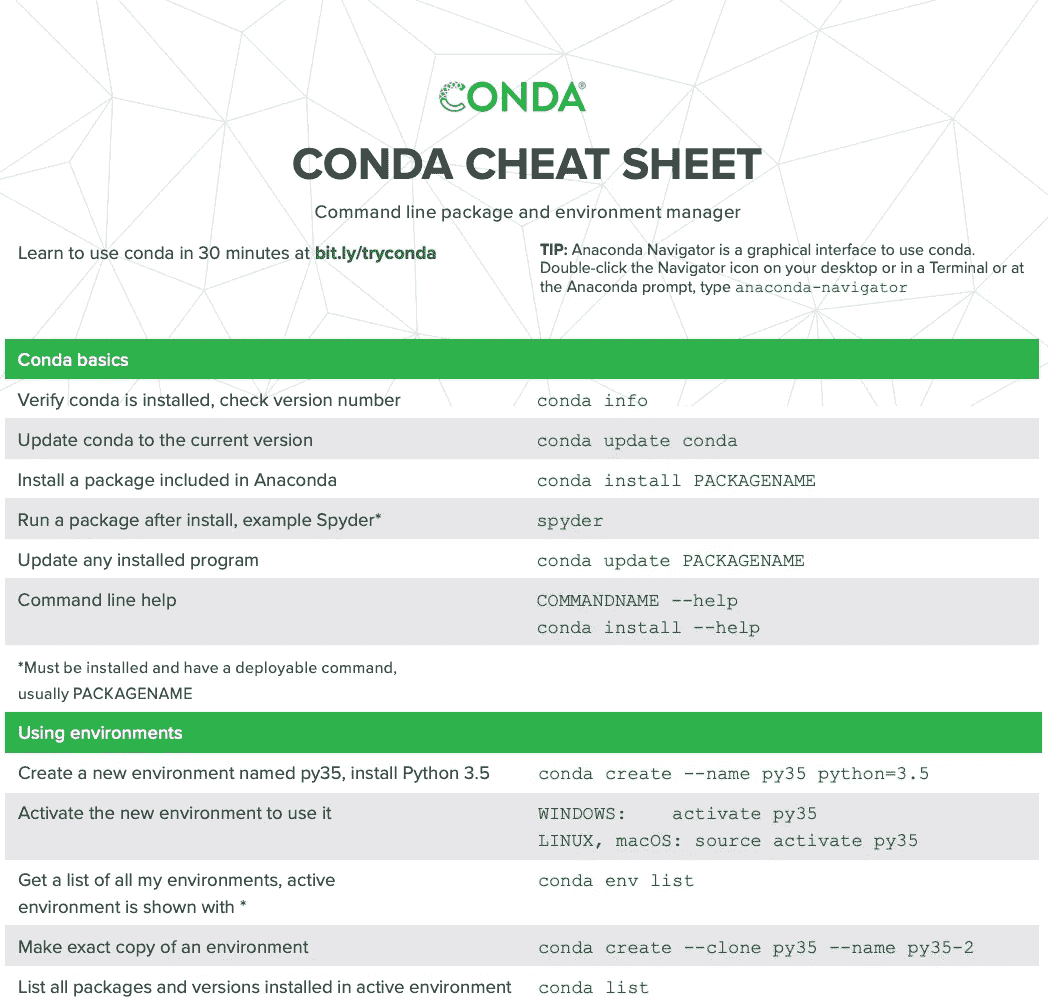 CONDA®
CONDA CHEAT SHEET
Command line package and environment manager
Learn to use conda in 30 minutes at bit.ly/tryconda
TIP: Anaconda Navigator is a graphical interface to use conda.
Double-click the Navigator icon on your desktop or in a Terminal or at
the Anaconda prompt, type anaconda-navigator
Conda basics
Verify conda is installed, check version number conda info
Update conda to the current version conda update conda
Install a package included in Anaconda conda install PACKAGENAME
Run a package after install, example Spyder* spyder
Update any installed program conda update PACKAGENAME
Command line help COMMANDNAME --help
conda install --help
*Must be installed and have a deployable command,
usually PACKAGENAME
Using environments
Create a new environment named py35, install Python 3.5 conda create --name py35 python=3.5
Activate the new environment to use it WINDOWS: activate py35
LINUX, macOS: source activate py35
Get a list of all my environments, active conda env list
environment is shown with *
Make exact copy of an environment conda create --clone py35 --name py35-2
List all packages and versions installed in active environment conda list